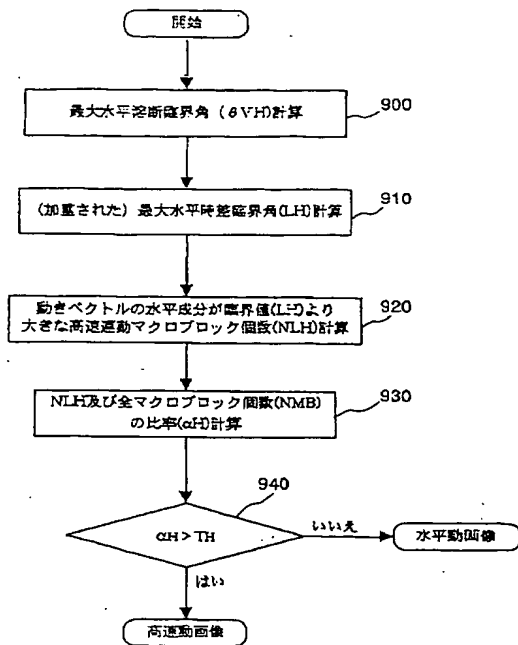 開始
最大水平溶断臨界角（θVH)計算
900
（加重された）最大水平時差臨界角(LH)計算
910
動きベクトルの水平成分が臨界値(LH)より
大きな高速運動マクロブロック個数(NLH)計算
920
NLH及び全マクロブロック個数(NMB)
の比率(αH)計算
930
940
αH>TH
いいえ
水平動画像
はい
高速動画像